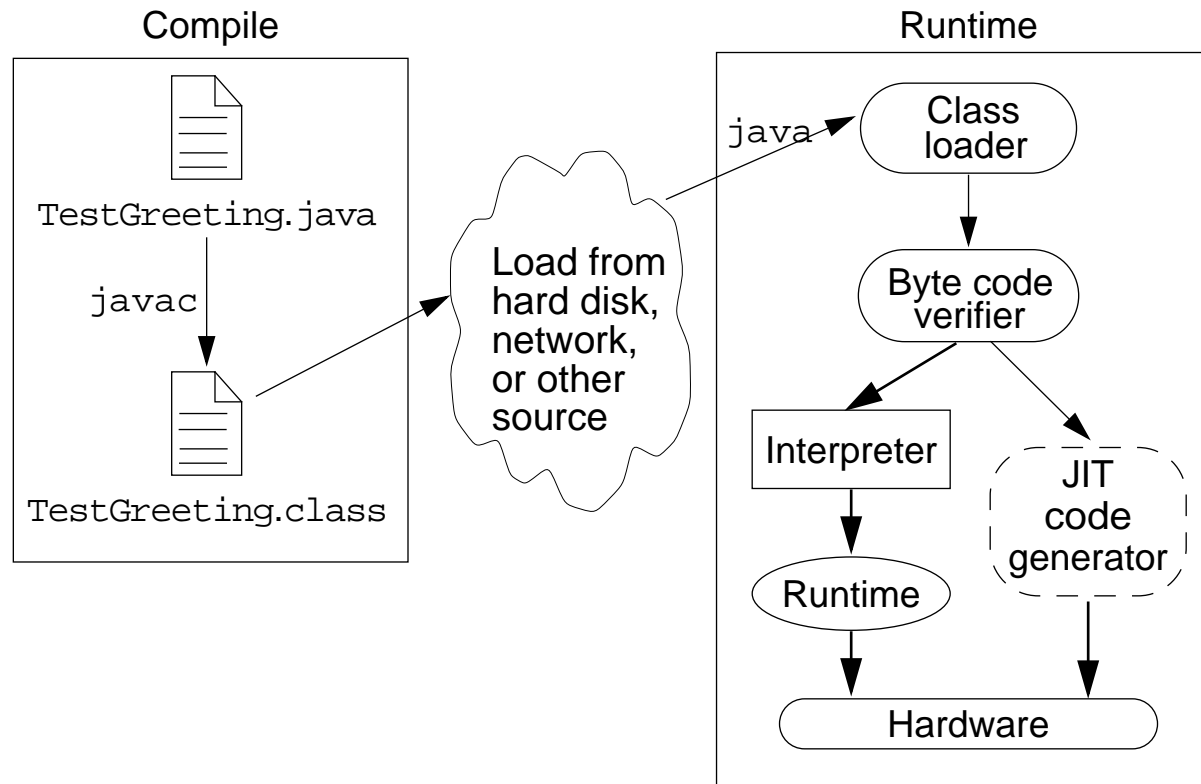 Compile
TestGreeting.java
javac
TestGreeting.class
Load from
hard disk,
network,
or other
source
Runtime
java
Class
loader
Byte code
verifier
Interpreter
JIT
code
generator
Runtime
Hardware